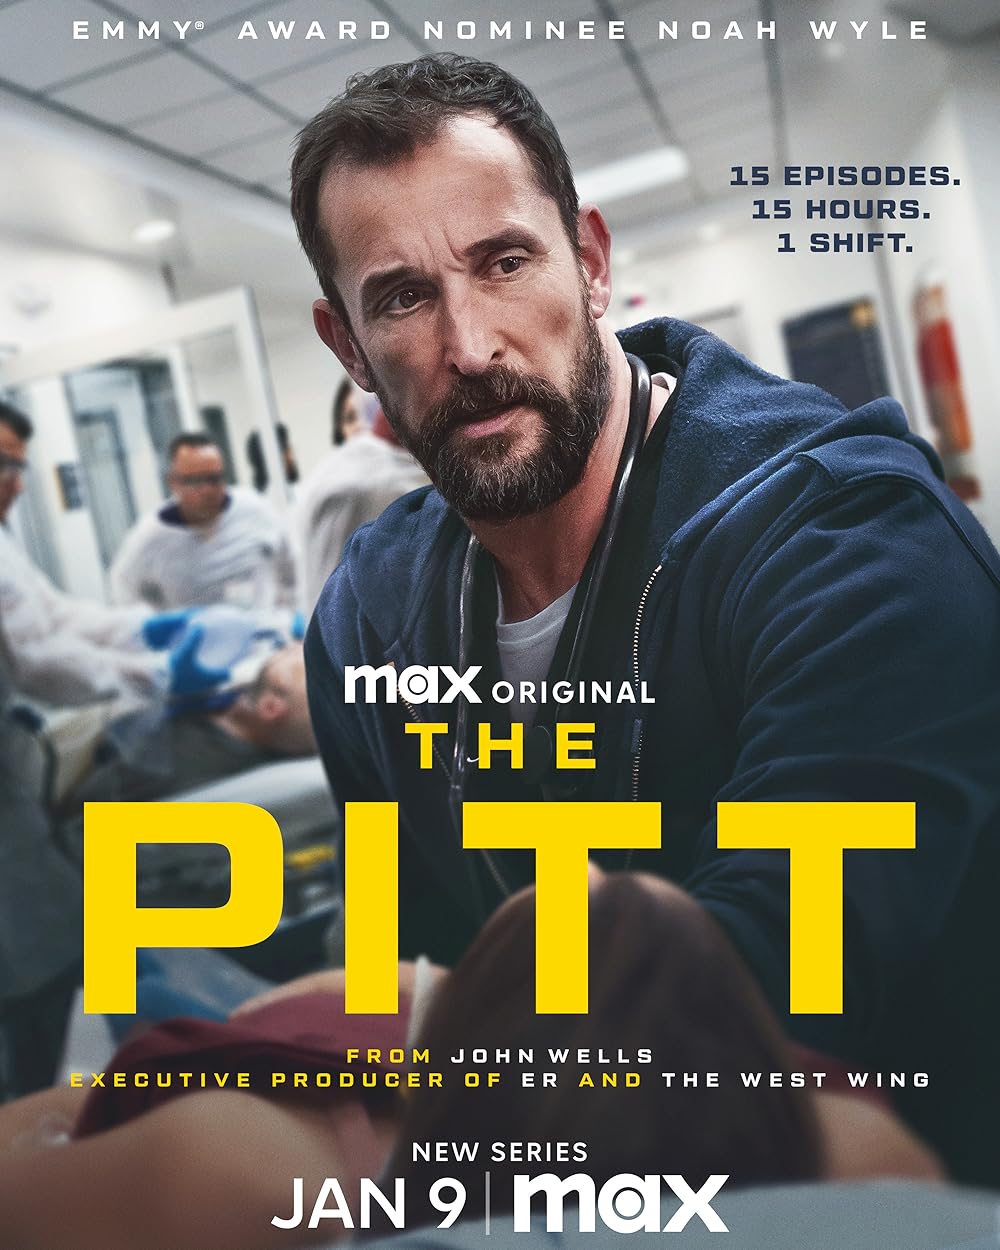 EMMY® AWARD NOMINEE NOAH WYLE
15 EPISODES.
15 HOURS.
1 SHIFT.
max ORIGINAL
THE
PITT
FROM JOHN WELLS
EXECUTIVE PRODUCER OF ER AND THE WEST WING
NEW SERIES
JAN 9 | max